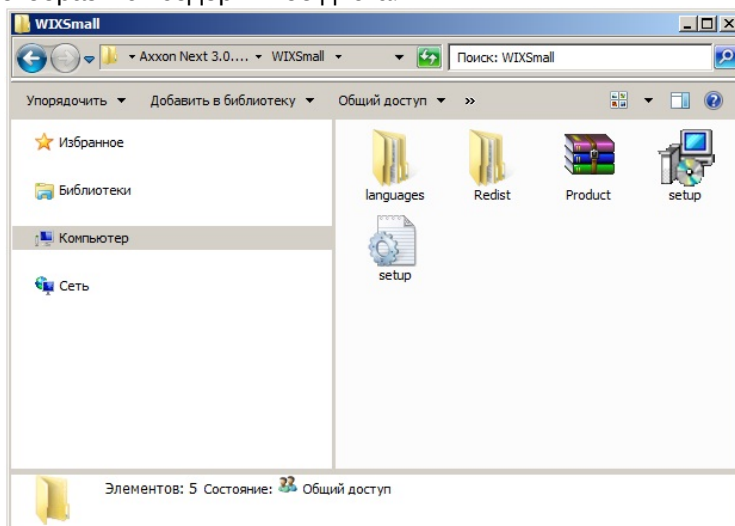 WIXSmall
Axxon Next 3.0.... WIXSmall
Поиск: WIXSmall
Упорядочить Добавить в библиотеку Общий доступ »
Избранное
Библиотеки
Компьютер
Сеть
languages Redist Product setup
setup
Элементов: 5 Состояние: Общий доступ